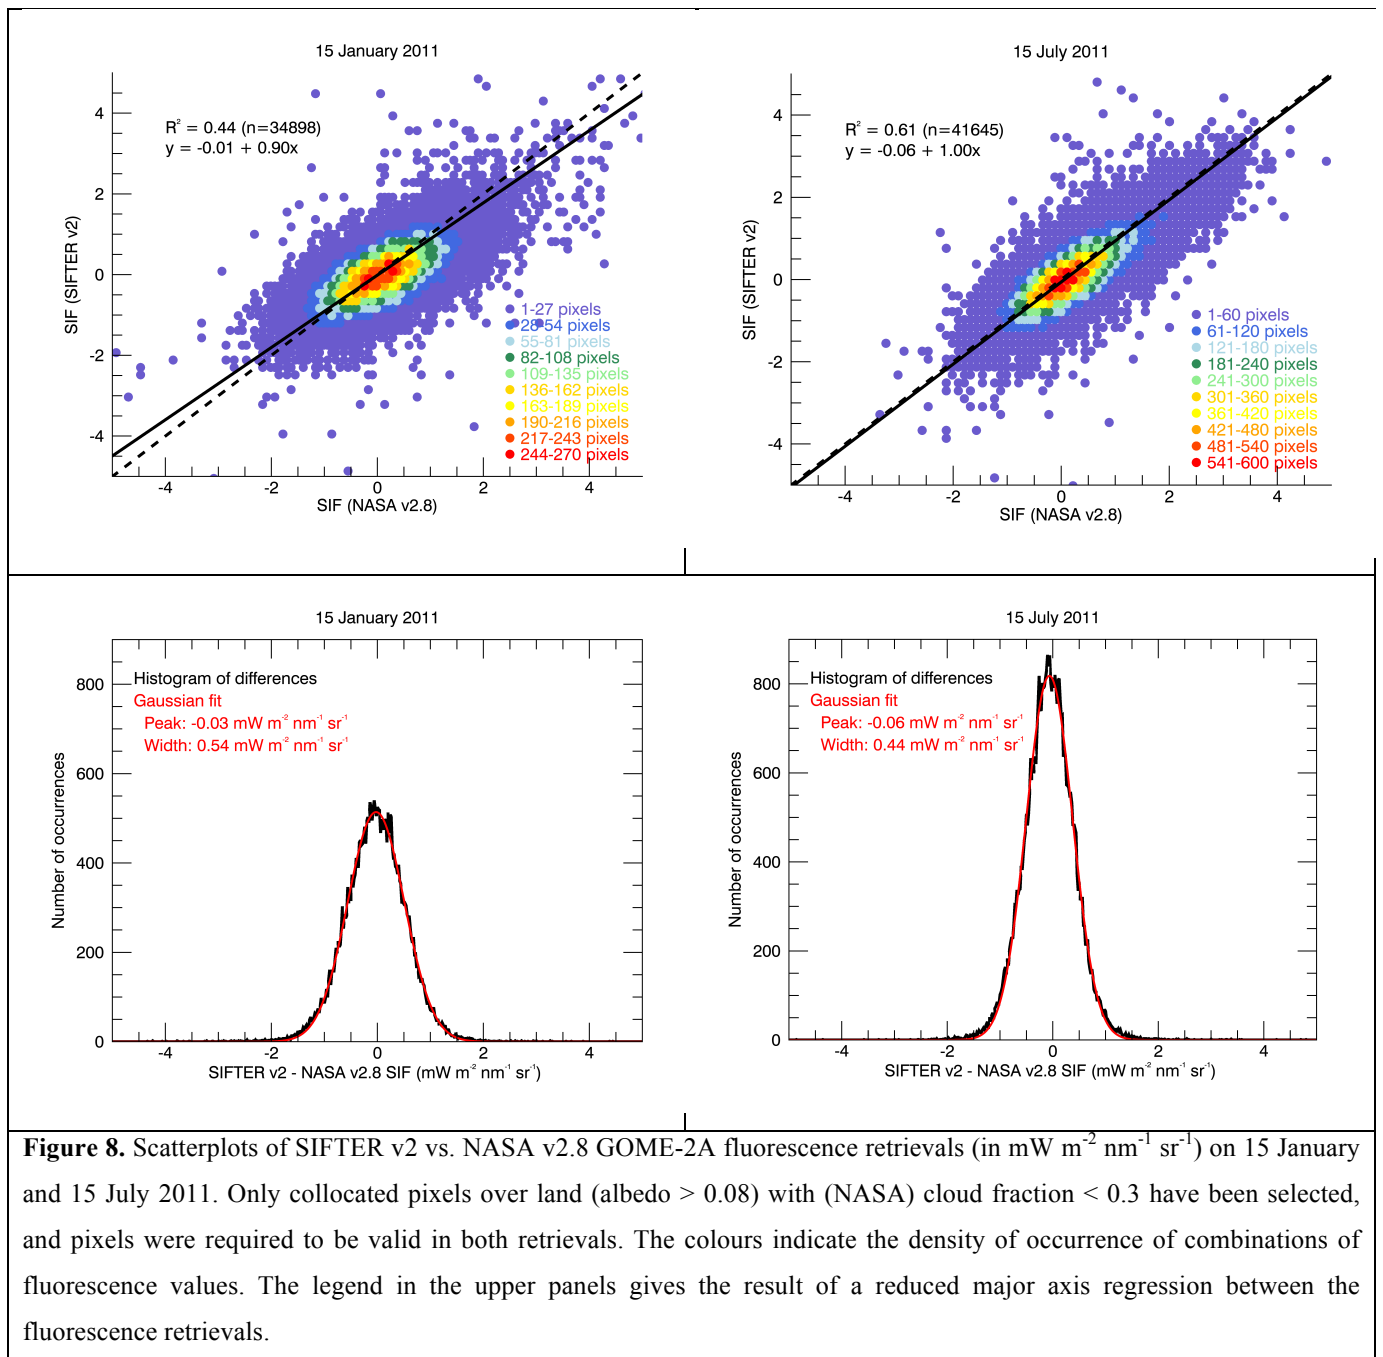 15 January 2011
R² = 0.44 (n=34898)
y = -0.01 + 0.90x
SIF (SIFTER v2)
4
2
0
-2
-4
1-27 pixels
28-54 pixels
55-81 pixels
82-108 pixels
109-135 pixels
136-162 pixels
163-189 pixels
190-216 pixels
217-243 pixels
244-270 pixels
-4 -2 0 2 4
SIF (NASA v2.8)
15 July 2011
R² = 0.61 (n=41645)
y = -0.06 + 1.00x
SIF (SIFTER v2)
4
2
0
-2
-4
1-60 pixels
61-120 pixels
121-180 pixels
181-240 pixels
241-300 pixels
301-360 pixels
361-420 pixels
421-480 pixels
481-540 pixels
541-600 pixels
-4 -2 0 2 4
SIF (NASA v2.8)
15 January 2011
Histogram of differences
Gaussian fit
Peak: -0.03 mW m⁻² nm⁻¹ sr⁻¹
Width: 0.54 mW m⁻² nm⁻¹ sr⁻¹
Number of occurrences
800
600
400
200
0
-4 -2 0 2 4
SIFTER v2 - NASA v2.8 SIF (mW m⁻² nm⁻¹ sr⁻¹)
15 July 2011
Histogram of differences
Gaussian fit
Peak: -0.06 mW m⁻² nm⁻¹ sr⁻¹
Width: 0.44 mW m⁻² nm⁻¹ sr⁻¹
Number of occurrences
800
600
400
200
0
-4 -2 0 2 4
SIFTER v2 - NASA v2.8 SIF (mW m⁻² nm⁻¹ sr⁻¹)
Figure 8. Scatterplots of SIFTER v2 vs. NASA v2.8 GOME-2A fluorescence retrievals (in mW m⁻² nm⁻¹ sr⁻¹) on 15 January
and 15 July 2011. Only collocated pixels over land (albedo > 0.08) with (NASA) cloud fraction < 0.3 have been selected,
and pixels were required to be valid in both retrievals. The colours indicate the density of occurrence of combinations of
fluorescence values. The legend in the upper panels gives the result of a reduced major axis regression between the
fluorescence retrievals.